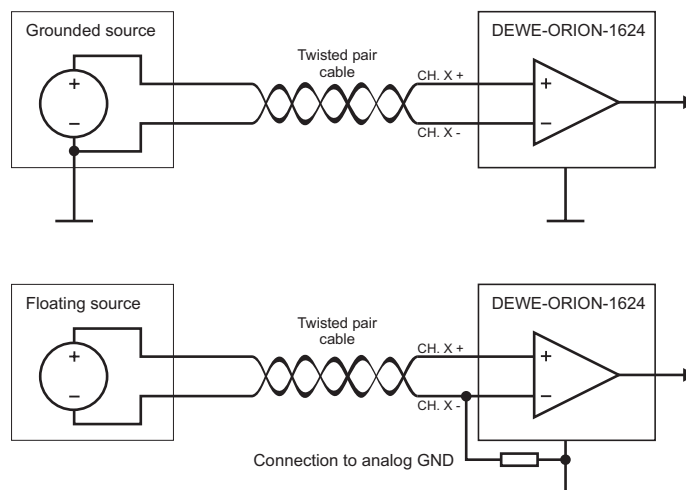 Grounded source
DEWE-ORION-1624
Twisted pair
cable
CH. X +
+
+
−
−
CH. X -
Floating source
DEWE-ORION-1624
Twisted pair
cable
CH. X +
+
+
−
−
CH. X -
Connection to analog GND